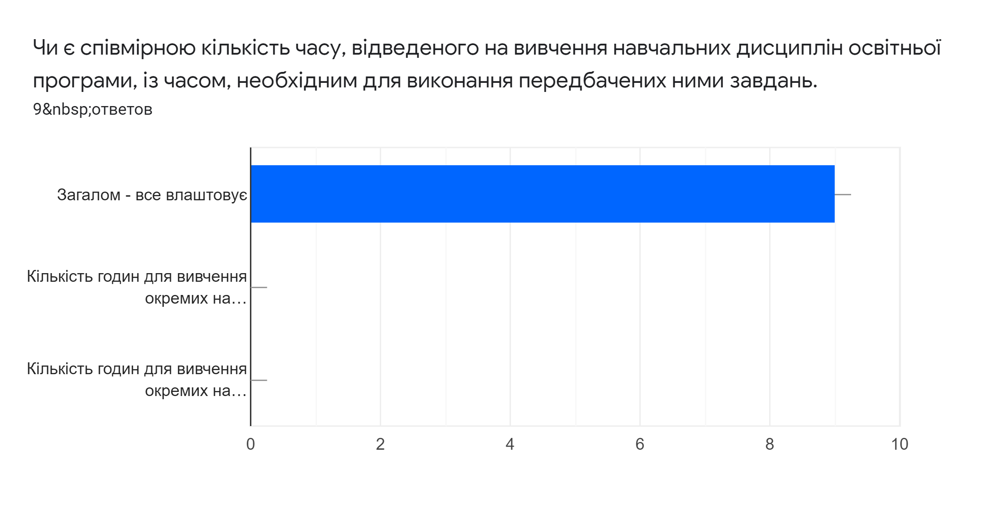 Чи є співмірною кількість часу, відведеного на вивчення навчальних дисциплін освітньої
програми, із часом, необхідним для виконання передбачених ними завдань.
9&nbsp;ответов
Загалом - все влаштовує
Кількість годин для вивчення
окремих на…
Кількість годин для вивчення
окремих на…
0 2 4 6 8 10